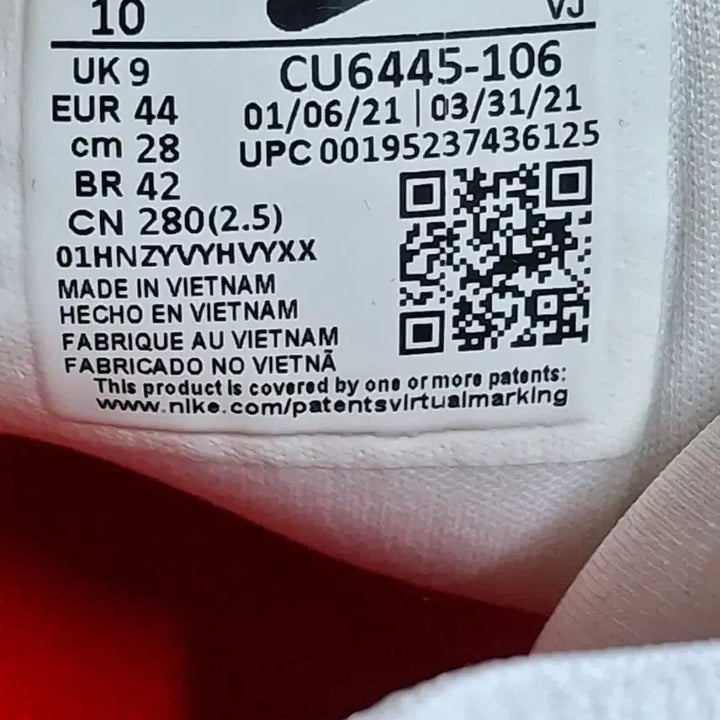 10 VJ
UK 9 CU6445-106
EUR 44 01/06/21 | 03/31/21
cm 28 UPC 00195237436125
BR 42
CN 280(2.5)
01HNZYVYHVYXX
MADE IN VIETNAM
HECHO EN VIETNAM
FABRIQUE AU VIETNAM
FABRICADO NO VIETNÃ
This product is covered by one or more patents:
www.nike.com/patentsvirtualmarking